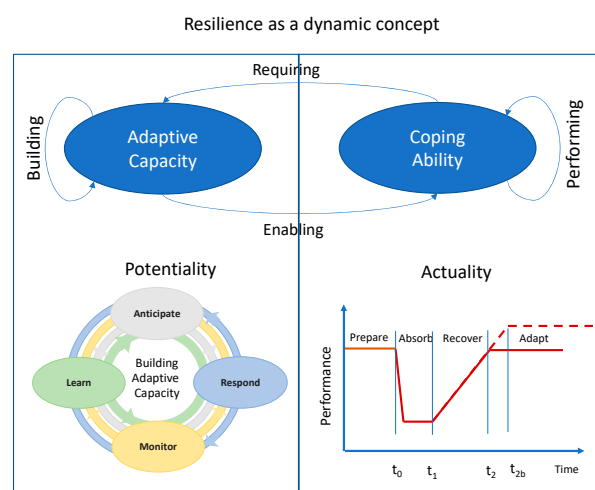 Resilience as a dynamic concept
Requiring
Building
Adaptive
Capacity
Coping
Ability
Performing
Enabling
Potentiality
Actuality
Anticipate
Learn
Building
Adaptive
Capacity
Respond
Monitor
Performance
Prepare
Absorb
Recover
Adapt
t0
t1
t2
t2b
Time